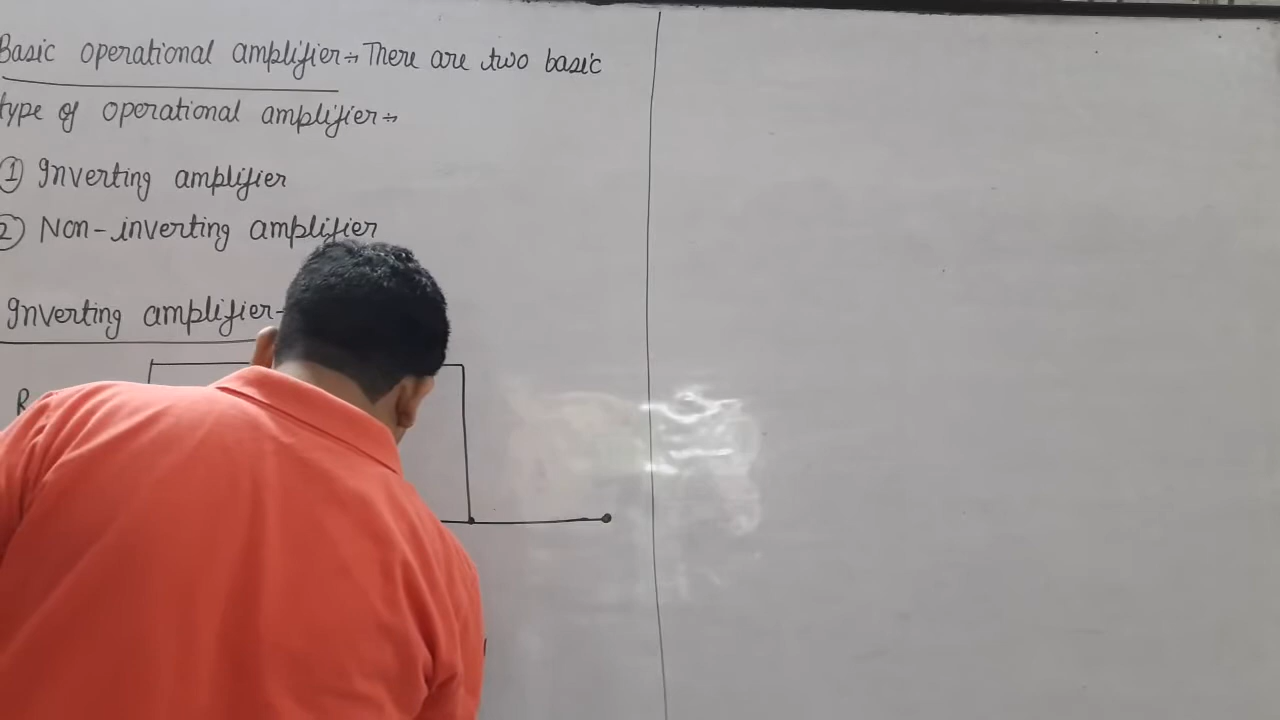 Basic operational amplifier ÷ There are two basic
type of operational amplifier ÷
① Inverting amplifier
② Non-inverting amplifier
Inverting amplifier-
R